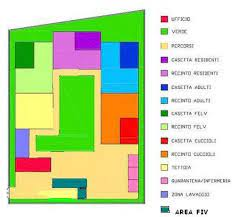 UFFICIO
VERDE
PERCORSI
CASETTA RESIDENTI
RECINTO RESIDENTI
CASETTA ADULTI
RECINTO ADULTI
CASETTA FELV
RECINTO FELV
CASETTA CUCCIOLI
RECINTO CUCCIOLI
TETTOIA
QUARANTENA/INFERMERIA
ZONA LAVAGGIO
AREA FIV